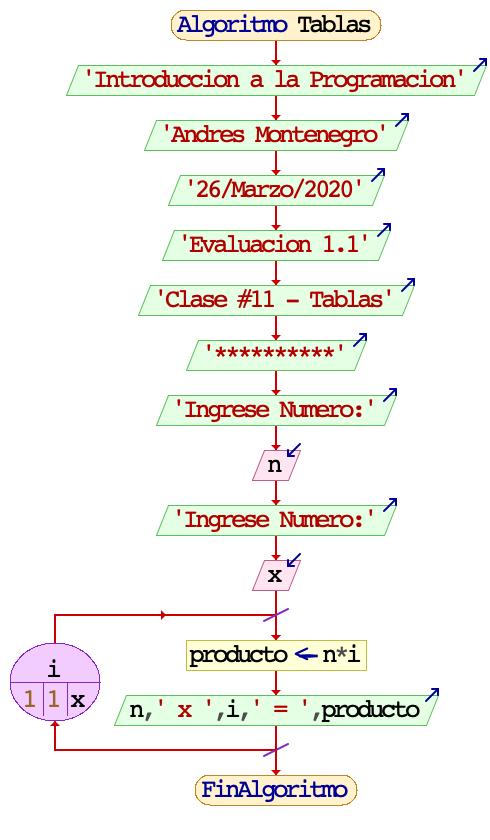 Algoritmo Tablas
'Introduccion a la Programacion'
'Andres Montenegro'
'26/Marzo/2020'
'Evaluacion 1.1'
'Clase #11 - Tablas'
'**********'
'Ingrese Numero:'
n
'Ingrese Numero:'
x
i
1 1 x
producto ← n*i
n,' x ',i,' = ',producto
FinAlgoritmo